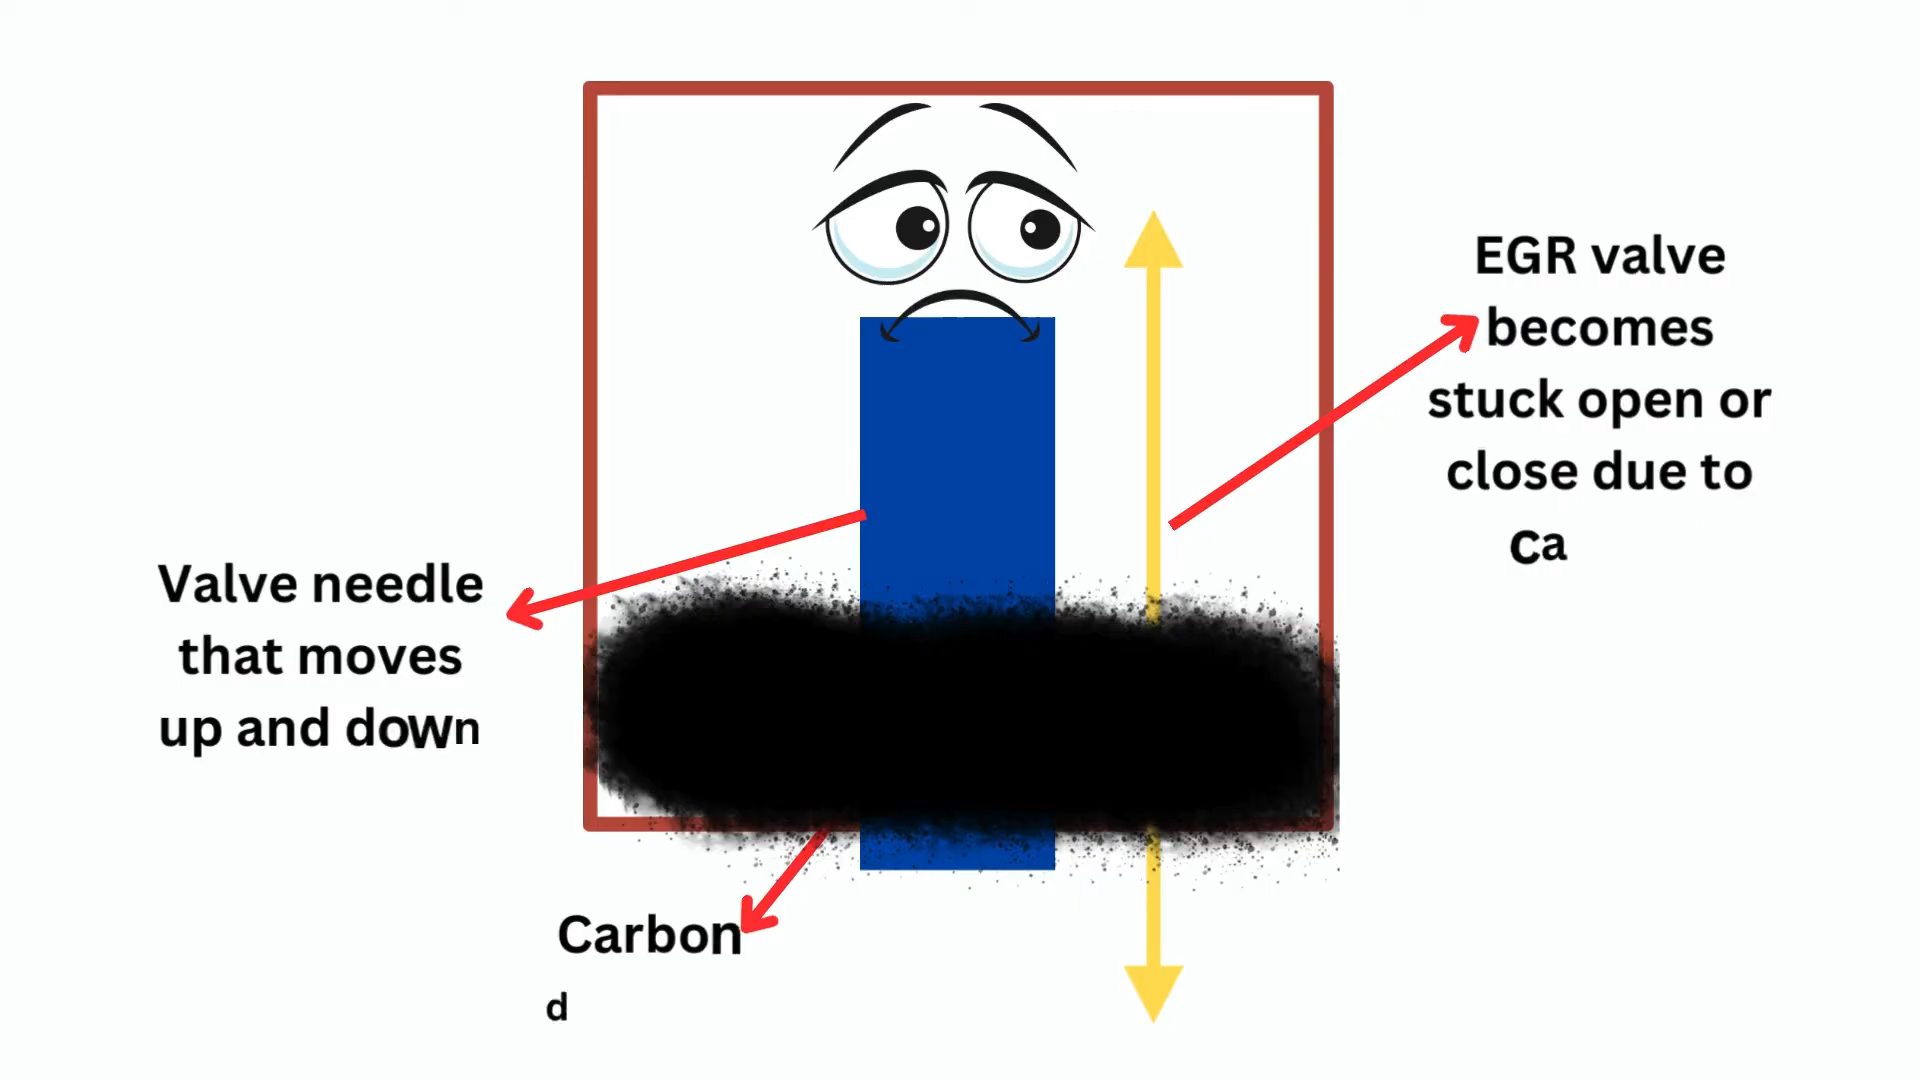 EGR valve
becomes
stuck open or
close due to
ca
Valve needle
that moves
up and down
Carbon
d